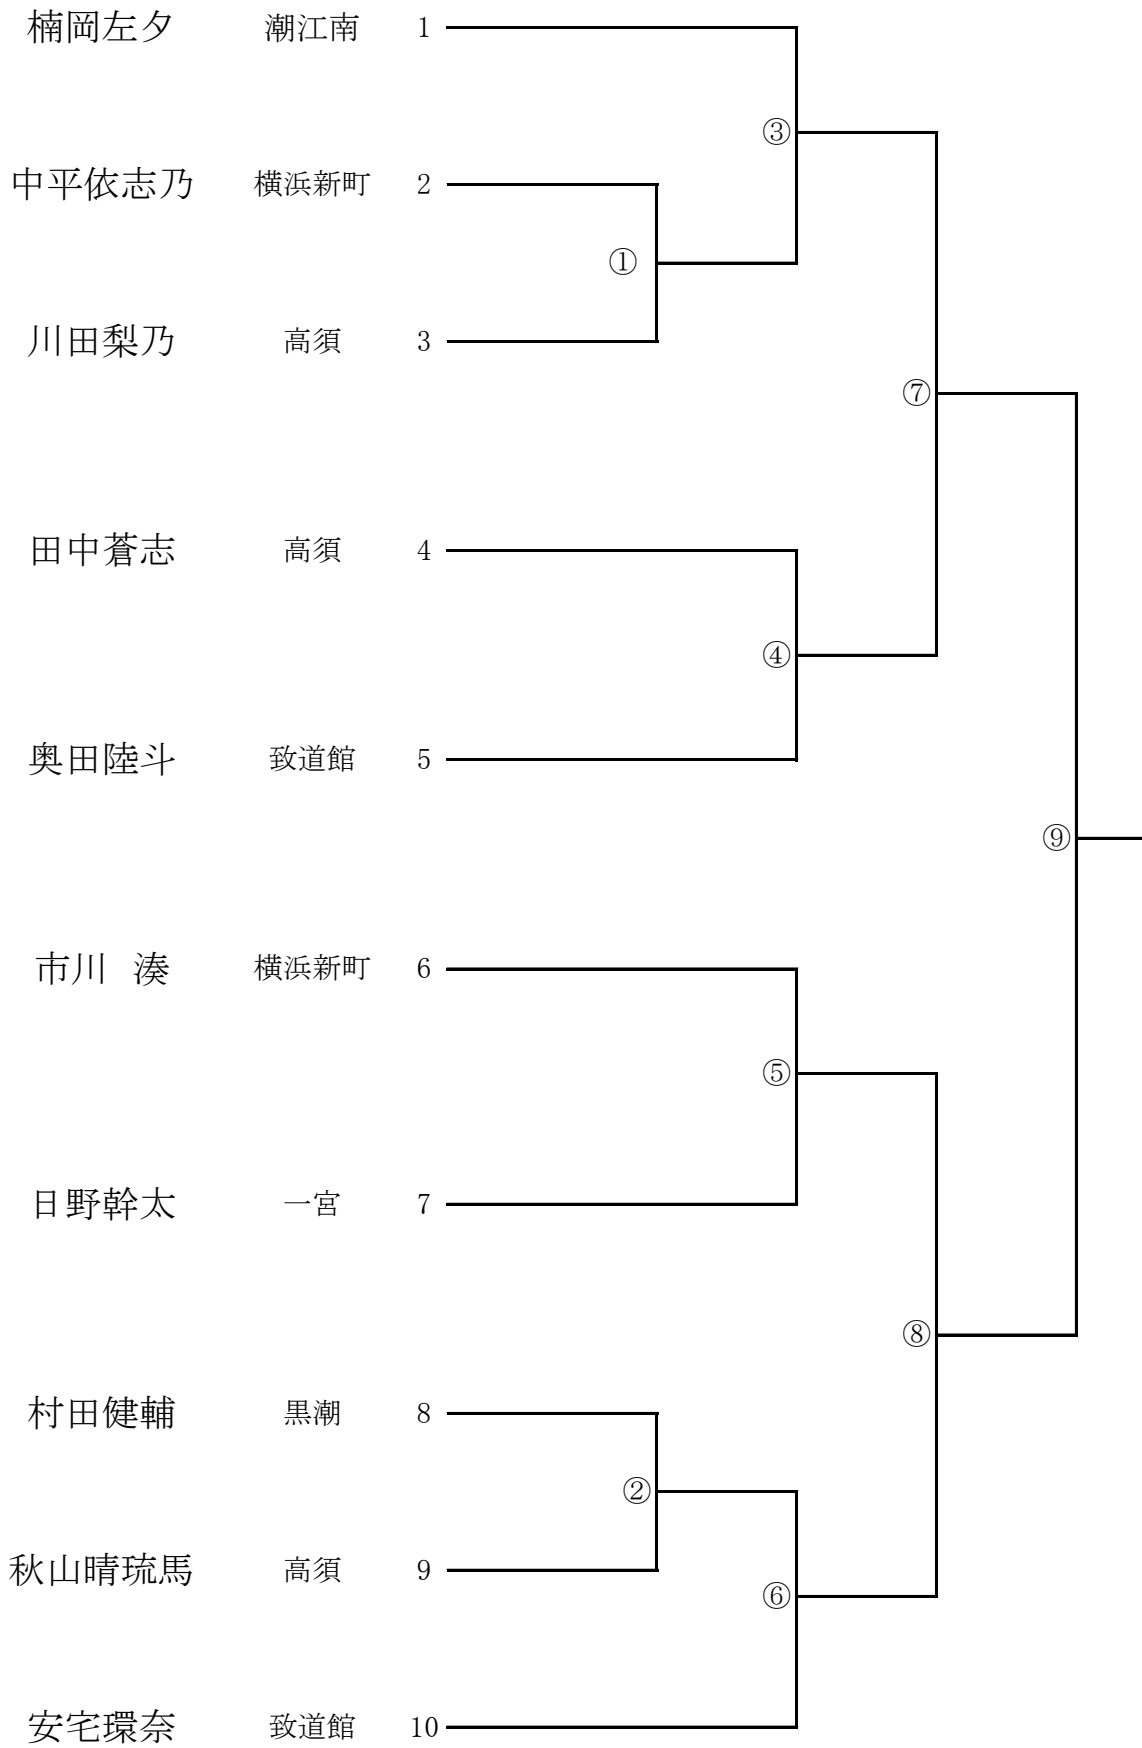 楠岡左夕 潮江南 1
③
中平依志乃 横浜新町 2
①
川田梨乃 高須 3
⑦
田中蒼志 高須 4
④
奥田陸斗 致道館 5
⑨
市川 湊 横浜新町 6
⑤
日野幹太 一宮 7
⑧
村田健輔 黒潮 8
②
秋山晴琉馬 高須 9
⑥
安宅環奈 致道館 10